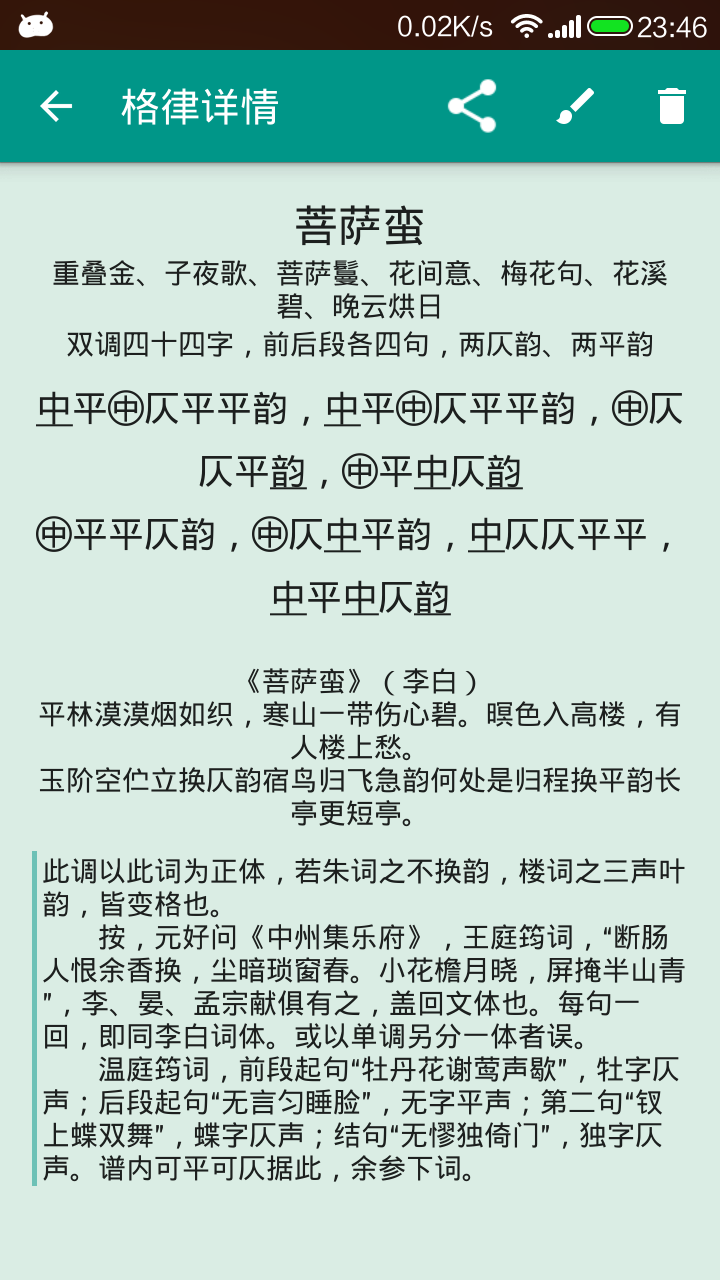 0.02K/s 23:46
格律详情
菩萨蛮
重叠金、子夜歌、菩萨鬘、花间意、梅花句、花溪
碧、晚云烘日
双调四十四字，前后段各四句，两仄韵、两平韵
中平㊥仄平平韵，中平㊥仄平平韵，㊥仄
仄平韵，㊥平中仄韵
㊥平平仄韵，㊥仄中平韵，中仄仄平平，
中平中仄韵
《菩萨蛮》（李白）
平林漠漠烟如织，寒山一带伤心碧。暝色入高楼，有
人楼上愁。
玉阶空伫立换仄韵宿鸟归飞急韵何处是归程换平韵长
亭更短亭。
此调以此词为正体，若朱词之不换韵，楼词之三声叶
韵，皆变格也。
按，元好问《中州集乐府》，王庭筠词，“断肠
人恨余香换，尘暗琐窗春。小花檐月晓，屏掩半山青
”，李、晏、孟宗献俱有之，盖回文体也。每句一
回，即同李白词体。或以单调另分一体者误。
温庭筠词，前段起句“牡丹花谢莺声歇”，牡字仄
声；后段起句“无言匀睡脸”，无字平声；第二句“钗
上蝶双舞”，蝶字仄声；结句“无憀独倚门”，独字仄
声。谱内可平可仄据此，余参下词。